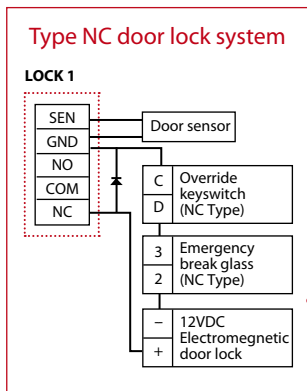 Type NC door lock system
LOCK 1
SEN
GND
NO
COM
NC
Door sensor
C
D
Override
keyswitch
(NC Type)
3
2
Emergency
break glass
(NC Type)
–
+
12VDC
Electromegnetic
door lock